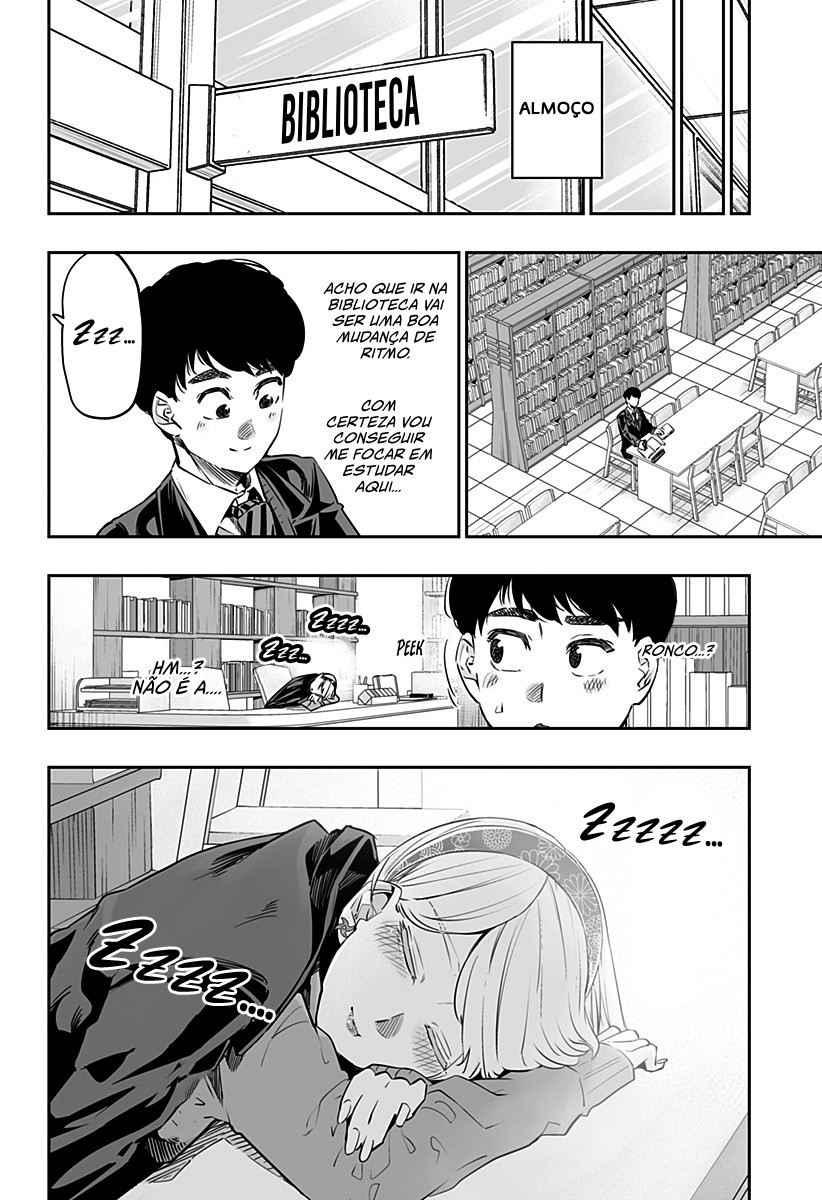 BIBLIOTECA
ALMOÇO
ZZZ...
ACHO QUE IR NA
BIBLIOTECA VAI
SER UMA BOA
MUDANÇA DE
RITMO.
COM
CERTEZA VOU
CONSEGUIR
ME FOCAR EM
ESTUDAR
AQUI...
HM...?
NÃO É A....
ZZZ...
ZZZZ...
PEEK
RONCO...?
ZZZZZ...
ZZZZZ....